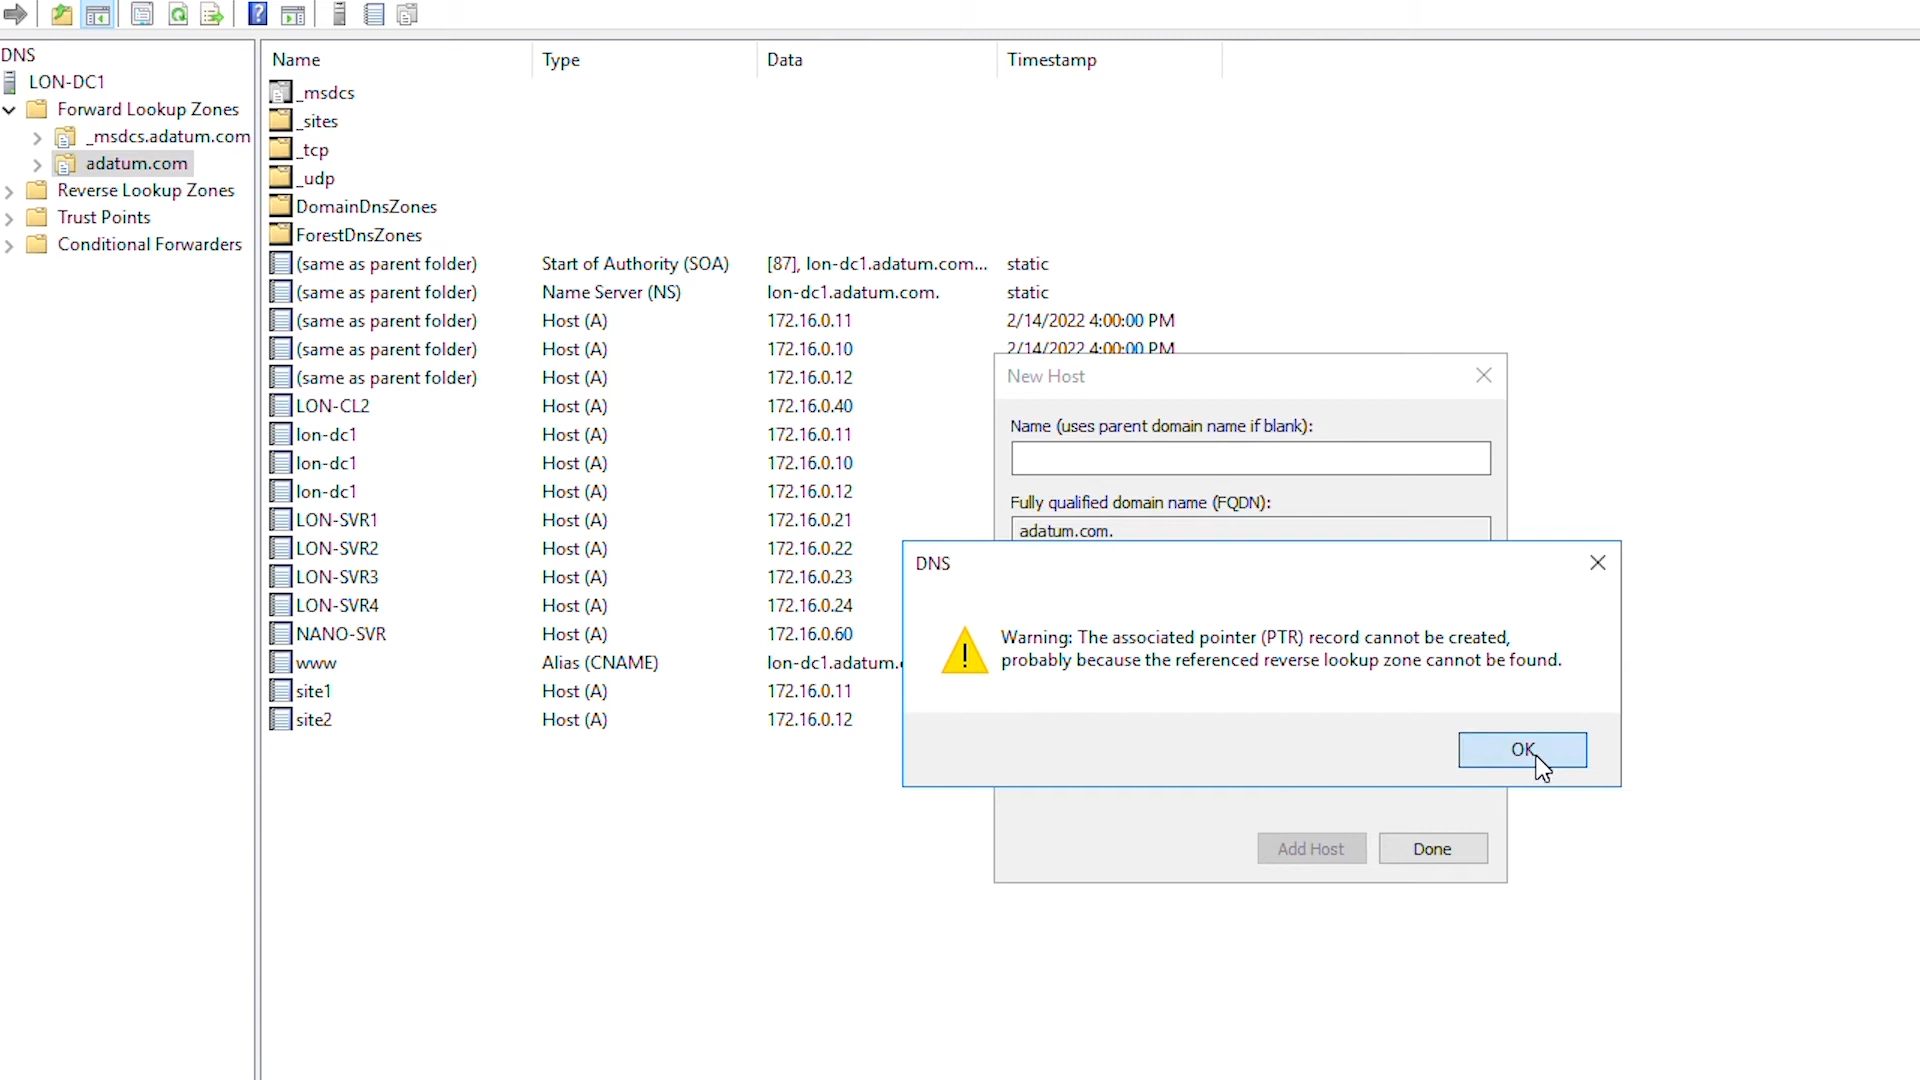 DNS
LON-DC1
Forward Lookup Zones
_msdcs.adatum.com
adatum.com
Reverse Lookup Zones
Trust Points
Conditional Forwarders
Name Type Data Timestamp
_msdcs
_sites
_tcp
_udp
DomainDnsZones
ForestDnsZones
(same as parent folder) Start of Authority (SOA) [87], lon-dc1.adatum.com... static
(same as parent folder) Name Server (NS) lon-dc1.adatum.com. static
(same as parent folder) Host (A) 172.16.0.11 2/14/2022 4:00:00 PM
(same as parent folder) Host (A) 172.16.0.10 2/14/2022 4:00:00 PM
(same as parent folder) Host (A) 172.16.0.12
LON-CL2 Host (A) 172.16.0.40
lon-dc1 Host (A) 172.16.0.11
lon-dc1 Host (A) 172.16.0.10
lon-dc1 Host (A) 172.16.0.12
LON-SVR1 Host (A) 172.16.0.21
LON-SVR2 Host (A) 172.16.0.22
LON-SVR3 Host (A) 172.16.0.23
LON-SVR4 Host (A) 172.16.0.24
NANO-SVR Host (A) 172.16.0.60
www Alias (CNAME) lon-dc1.adatum.
site1 Host (A) 172.16.0.11
site2 Host (A) 172.16.0.12
New Host
Name (uses parent domain name if blank):
Fully qualified domain name (FQDN):
adatum.com.
DNS
Warning: The associated pointer (PTR) record cannot be created,
probably because the referenced reverse lookup zone cannot be found.
OK
Add Host Done